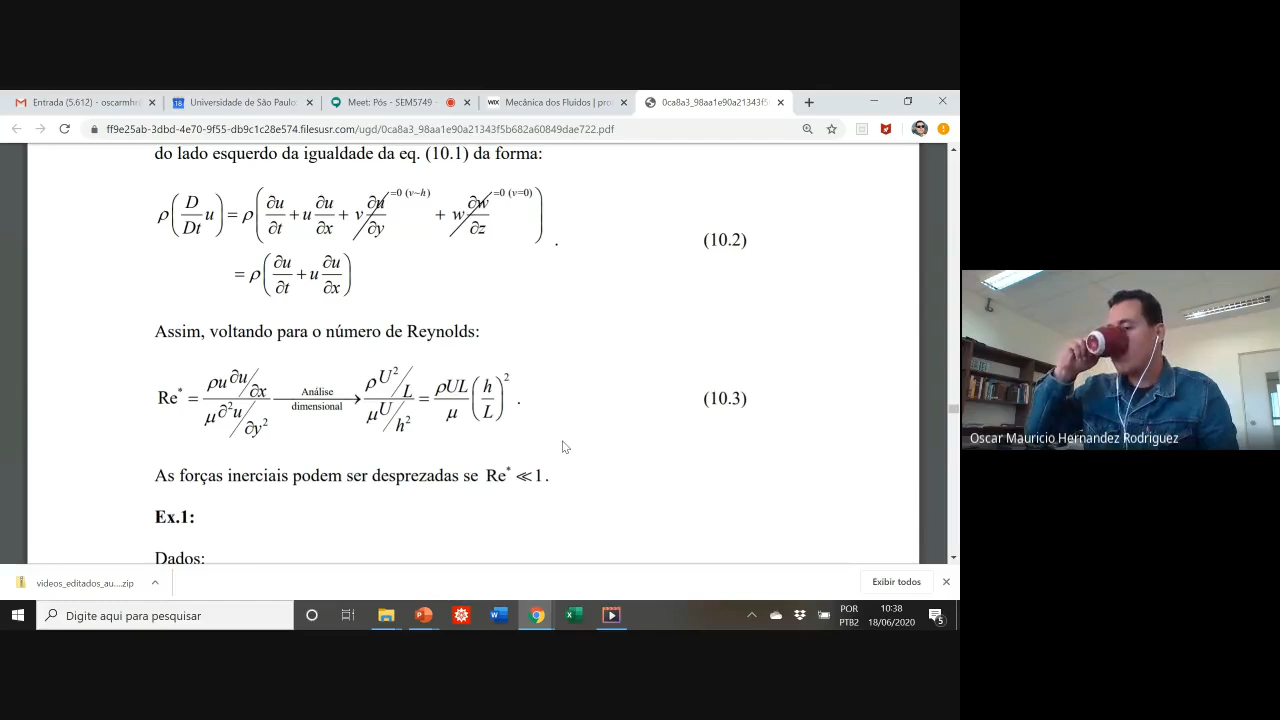 Entrada (5.612) - oscarmhr
Universidade de São Paulo
Meet: Pós - SEM5749 -
WIX Mecânica dos Fluidos | pro
0ca8a3_98aa1e90a21343f5
ff9e25ab-3dbd-4e70-9f65-db9c1c28e574.filesusr.com/ugd/0ca8a3_98aa1e90a21343f5b682a60849dae722.pdf
do lado esquerdo da igualdade da eq. (10.1) da forma:
ρ(D/Dt u) = ρ(∂u/∂t + u ∂u/∂x + v ∂u/∂y =0 (v~h) + w ∂w/∂z =0 (v=0)) . (10.2)
= ρ(∂u/∂t + u ∂u/∂x)
Assim, voltando para o número de Reynolds:
Re* = (ρu ∂u/∂x)/(μ ∂²u/∂y²) Análise dimensional → (ρ U²/L)/(μ U/h²) = ρUL/μ (h/L)² . (10.3)
As forças inerciais podem ser desprezadas se Re* ≪ 1.
Ex.1:
Dados:
Oscar Mauricio Hernandez Rodriguez
videos_editados_au....zip
Exibir todos
Digite aqui para pesquisar
POR
PTB2
10:38
18/06/2020
5